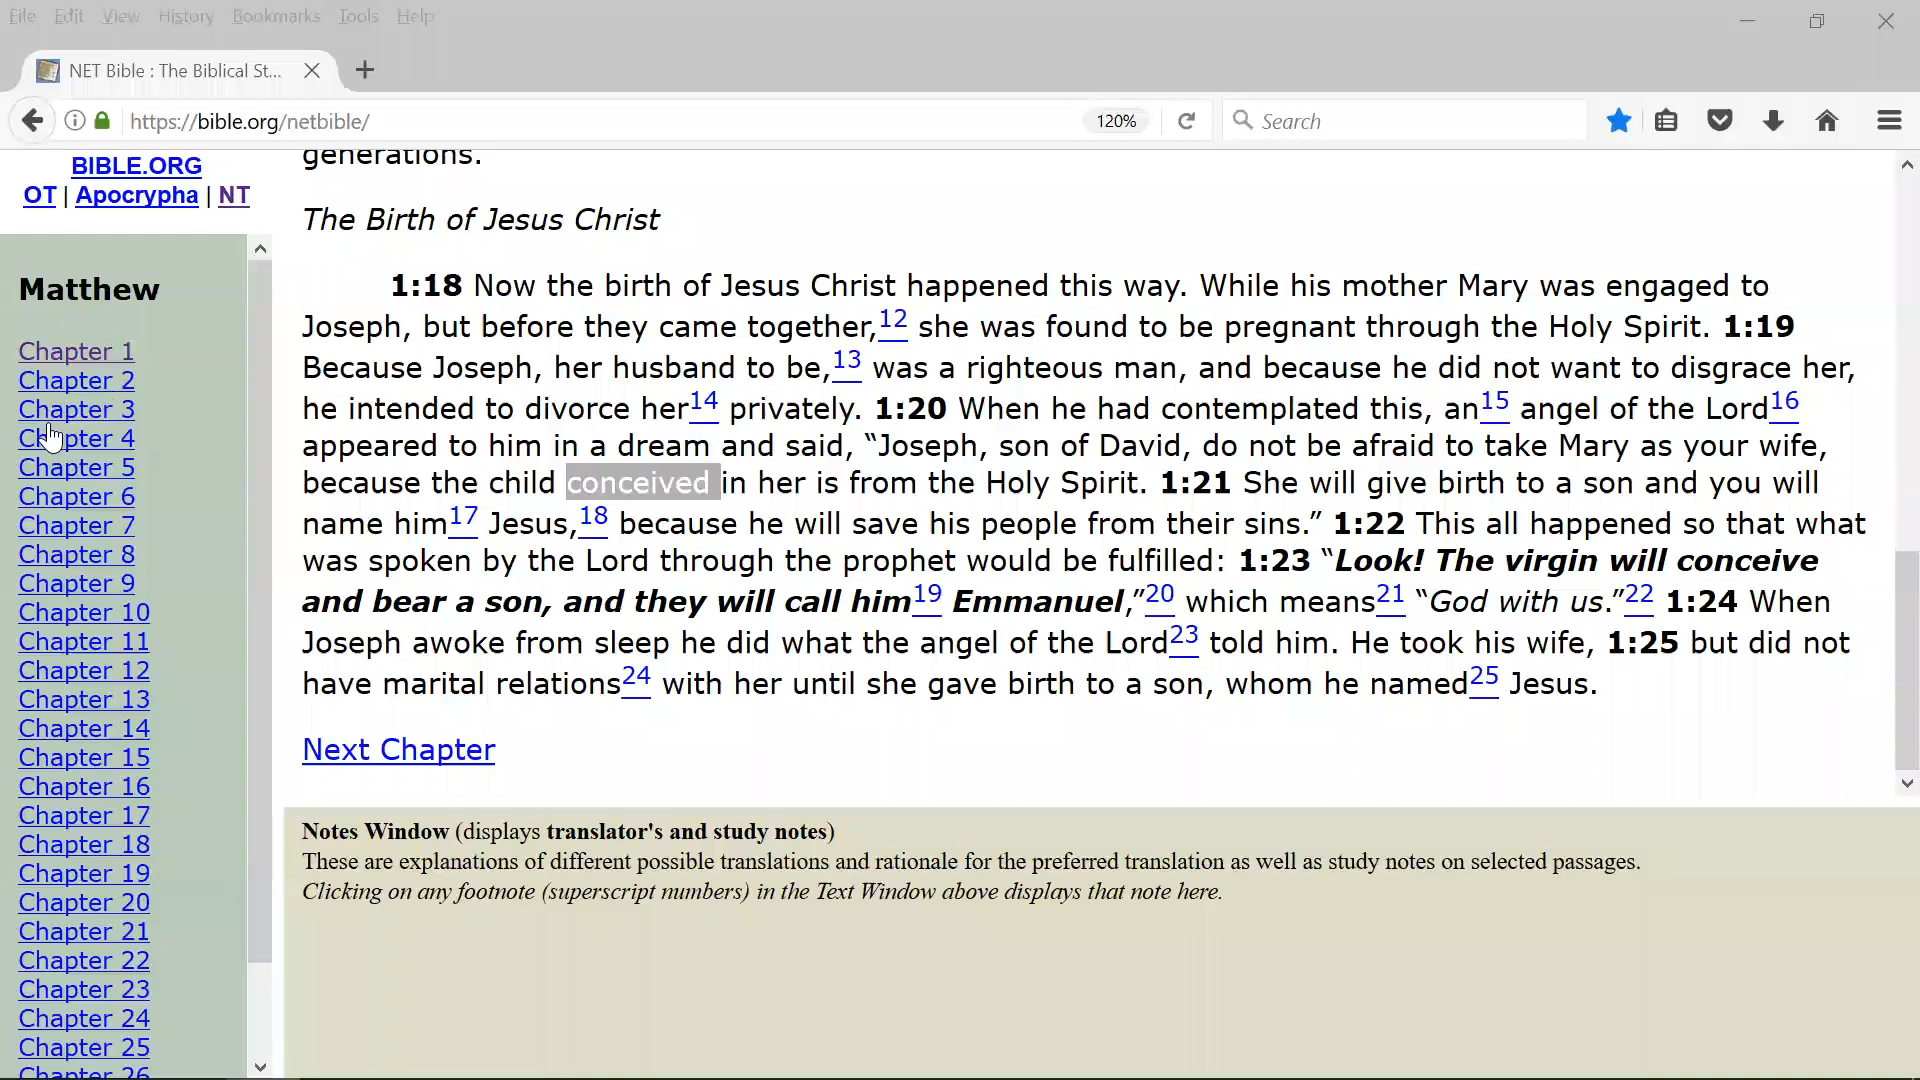 File Edit View History Bookmarks Tools Help
NET Bible : The Biblical St...
https://bible.org/netbible/
120%
Search
BIBLE.ORG
OT | Apocrypha | NT
Matthew
Chapter 1
Chapter 2
Chapter 3
Chapter 4
Chapter 5
Chapter 6
Chapter 7
Chapter 8
Chapter 9
Chapter 10
Chapter 11
Chapter 12
Chapter 13
Chapter 14
Chapter 15
Chapter 16
Chapter 17
Chapter 18
Chapter 19
Chapter 20
Chapter 21
Chapter 22
Chapter 23
Chapter 24
Chapter 25
Chapter 26
generations.
The Birth of Jesus Christ
1:18 Now the birth of Jesus Christ happened this way. While his mother Mary was engaged to
Joseph, but before they came together,12 she was found to be pregnant through the Holy Spirit. 1:19
Because Joseph, her husband to be,13 was a righteous man, and because he did not want to disgrace her,
he intended to divorce her14 privately. 1:20 When he had contemplated this, an15 angel of the Lord16
appeared to him in a dream and said, “Joseph, son of David, do not be afraid to take Mary as your wife,
because the child conceived in her is from the Holy Spirit. 1:21 She will give birth to a son and you will
name him17 Jesus,18 because he will save his people from their sins.” 1:22 This all happened so that what
was spoken by the Lord through the prophet would be fulfilled: 1:23 “Look! The virgin will conceive
and bear a son, and they will call him19 Emmanuel,”20 which means21 “God with us.”22 1:24 When
Joseph awoke from sleep he did what the angel of the Lord23 told him. He took his wife, 1:25 but did not
have marital relations24 with her until she gave birth to a son, whom he named25 Jesus.
Next Chapter
Notes Window (displays translator's and study notes)
These are explanations of different possible translations and rationale for the preferred translation as well as study notes on selected passages.
Clicking on any footnote (superscript numbers) in the Text Window above displays that note here.